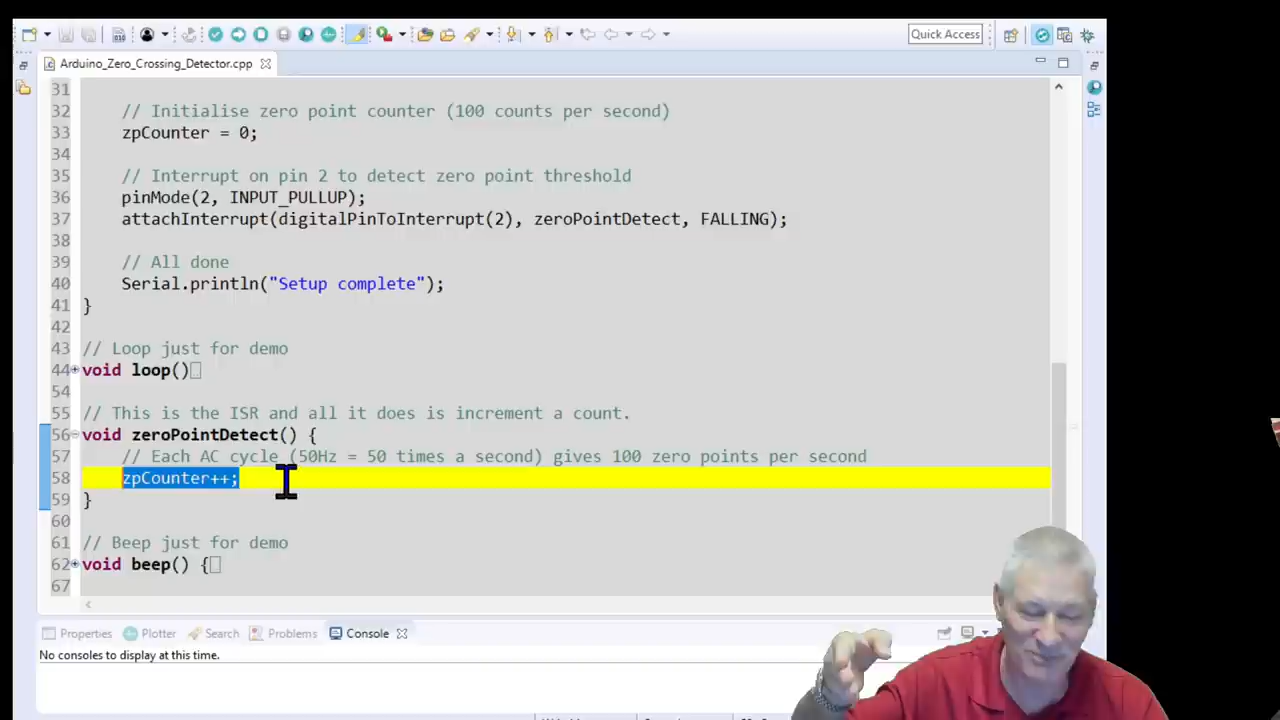 Quick Access
Arduino_Zero_Crossing_Detector.cpp
31
32 // Initialise zero point counter (100 counts per second)
33 zpCounter = 0;
34
35 // Interrupt on pin 2 to detect zero point threshold
36 pinMode(2, INPUT_PULLUP);
37 attachInterrupt(digitalPinToInterrupt(2), zeroPointDetect, FALLING);
38
39 // All done
40 Serial.println("Setup complete");
41 }
42
43 // Loop just for demo
44 void loop()
54
55 // This is the ISR and all it does is increment a count.
56 void zeroPointDetect() {
57 // Each AC cycle (50Hz = 50 times a second) gives 100 zero points per second
58 zpCounter++;
59 }
60
61 // Beep just for demo
62 void beep() {
67
Properties Plotter Search Problems Console
No consoles to display at this time.